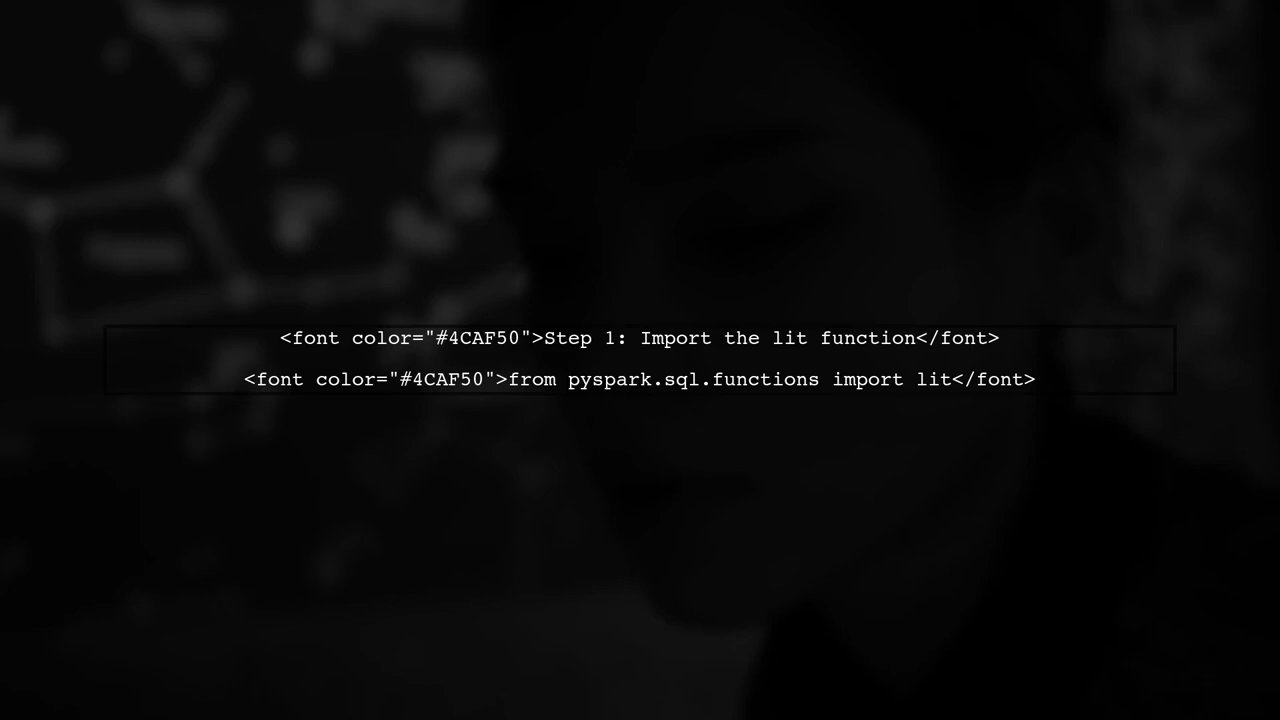 <font color="#4CAF50">Step 1: Import the lit function</font>
<font color="#4CAF50">from pyspark.sql.functions import lit</font>